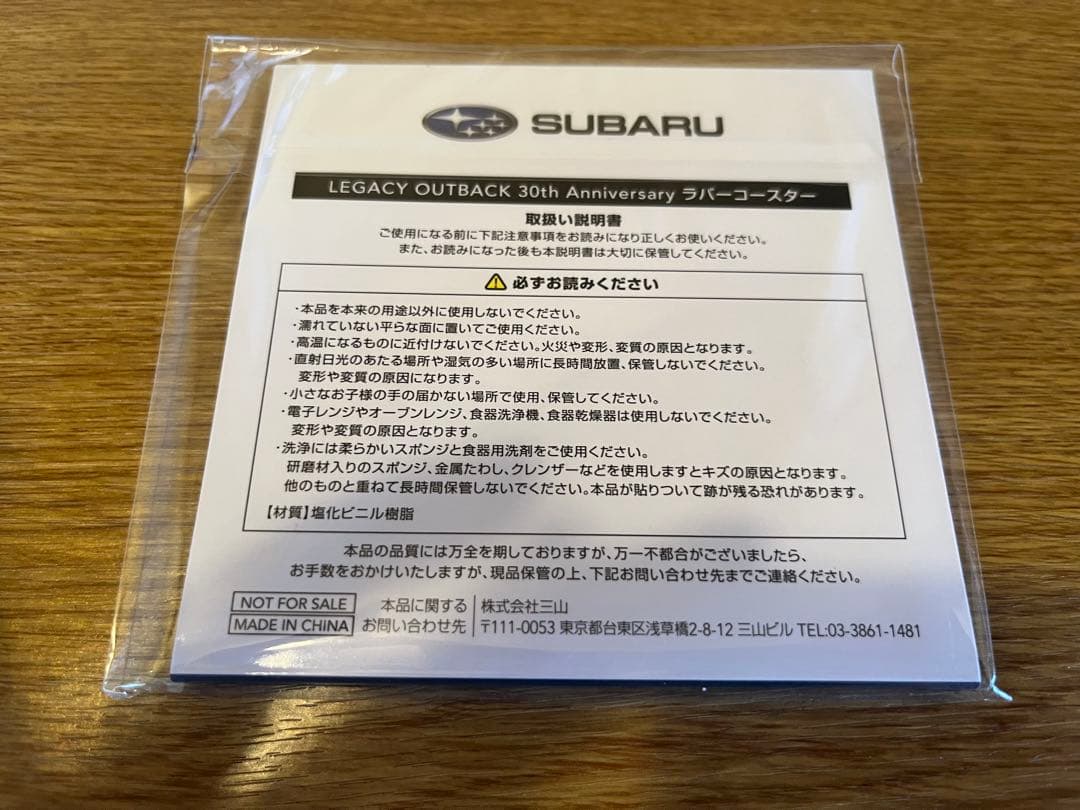 SUBARU
LEGACY OUTBACK 30th Anniversary ラバーコースター
取扱い説明書
ご使用になる前に下記注意事項をお読みになり正しくお使いください。
また、お読みになった後も本説明書は大切に保管してください。
必ずお読みください
・本品を本来の用途以外に使用しないでください。
・濡れていない平らな面に置いてご使用ください。
・高温になるものに近付けないでください。火災や変形、変質の原因となります。
・直射日光のあたる場所や湿気の多い場所に長時間放置、保管しないでください。
変形や変質の原因になります。
・小さなお子様の手の届かない場所で使用、保管してください。
・電子レンジやオーブンレンジ、食器洗浄機、食器乾燥器は使用しないでください。
変形や変質の原因となります。
・洗浄には柔らかいスポンジと食器用洗剤をご使用ください。
研磨材入りのスポンジ、金属たわし、クレンザーなどを使用しますとキズの原因となります。
他のものと重ねて長時間保管しないでください。本品が貼りついて跡が残る恐れがあります。
【材質】塩化ビニル樹脂
本品の品質には万全を期しておりますが、万一不都合がございましたら、
お手数をおかけいたしますが、現品保管の上、下記お問い合わせ先までご連絡ください。
NOT FOR SALE
MADE IN CHINA
本品に関する
お問い合わせ先
株式会社三山
〒111-0053 東京都台東区浅草橋2-8-12 三山ビル TEL:03-3861-1481